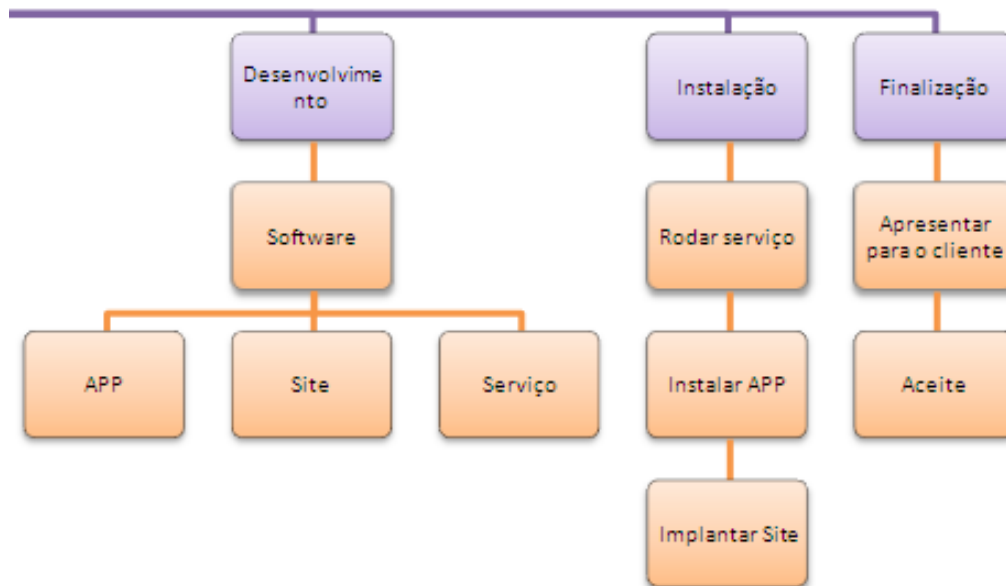 Desenvolvime
nto
Instalação
Finalização
Software
Rodar serviço
Apresentar
para o cliente
APP
Site
Serviço
Instalar APP
Aceite
Implantar Site